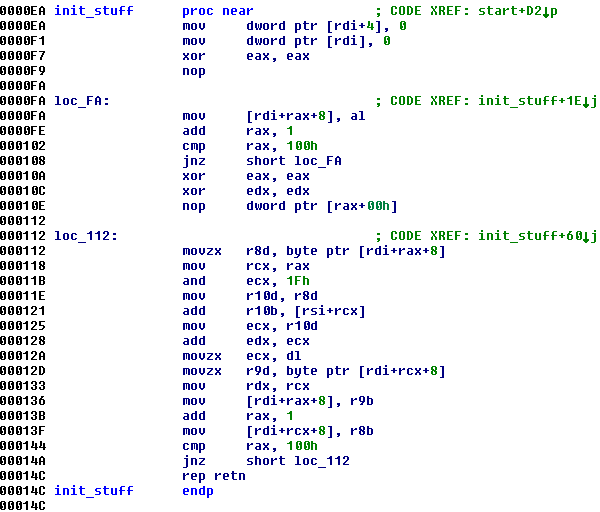 0000EA init_stuff      proc near               ; CODE XREF: start+D2↓p
0000EA                 mov     dword ptr [rdi+4], 0
0000F1                 mov     dword ptr [rdi], 0
0000F7                 xor     eax, eax
0000F9                 nop
0000FA
0000FA loc_FA:                                 ; CODE XREF: init_stuff+1E↓j
0000FA                 mov     [rdi+rax+8], al
0000FE                 add     rax, 1
000102                 cmp     rax, 100h
000108                 jnz     short loc_FA
00010A                 xor     eax, eax
00010C                 xor     edx, edx
00010E                 nop     dword ptr [rax+00h]
000112
000112 loc_112:                                ; CODE XREF: init_stuff+60↓j
000112                 movzx   r8d, byte ptr [rdi+rax+8]
000118                 mov     rcx, rax
00011B                 and     ecx, 1Fh
00011E                 mov     r10d, r8d
000121                 add     r10b, [rsi+rcx]
000125                 mov     ecx, r10d
000128                 add     edx, ecx
00012A                 movzx   ecx, dl
00012D                 movzx   r9d, byte ptr [rdi+rcx+8]
000133                 mov     rdx, rcx
000136                 mov     [rdi+rax+8], r9b
00013B                 add     rax, 1
00013F                 mov     [rdi+rcx+8], r8b
000144                 cmp     rax, 100h
00014A                 jnz     short loc_112
00014C                 rep retn
00014C init_stuff      endp
00014C